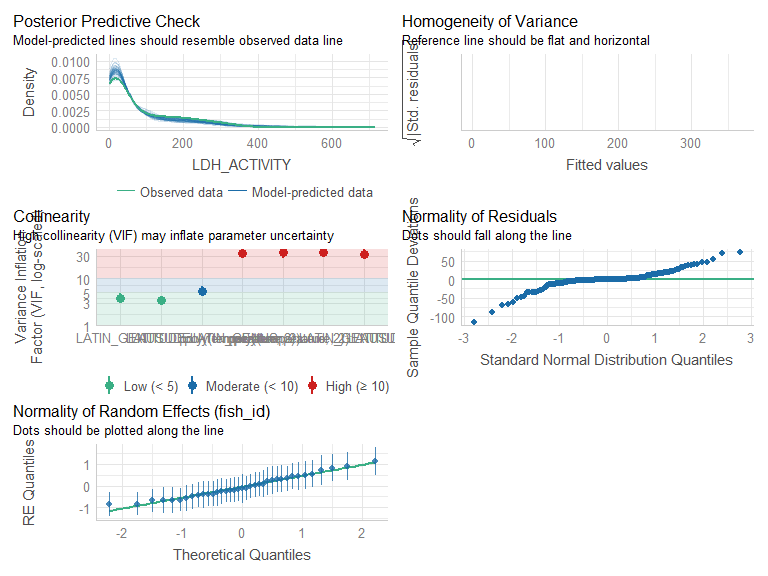 Posterior Predictive Check
Model-predicted lines should resemble observed data line
0.0100
0.0075
0.0050
0.0025
0.0000
Density
0
200
400
600
LDH_ACTIVITY
Observed data
Model-predicted data
Homogeneity of Variance
Reference line should be flat and horizontal
√|Std. residuals|
0
100
200
300
Fitted values
Collinearity
High collinearity (VIF) may inflate parameter uncertainty
Variance Inflation
Factor (VIF, log-scaled)
30
10
5
3
1
Low (< 5)
Moderate (< 10)
High (≥ 10)
Normality of Residuals
Dots should fall along the line
Sample Quantile Deviations
50
0
-50
-100
-3
-2
-1
0
1
2
3
Standard Normal Distribution Quantiles
Normality of Random Effects (fish_id)
Dots should be plotted along the line
RE Quantiles
1
0
-1
-2
-1
0
1
2
Theoretical Quantiles